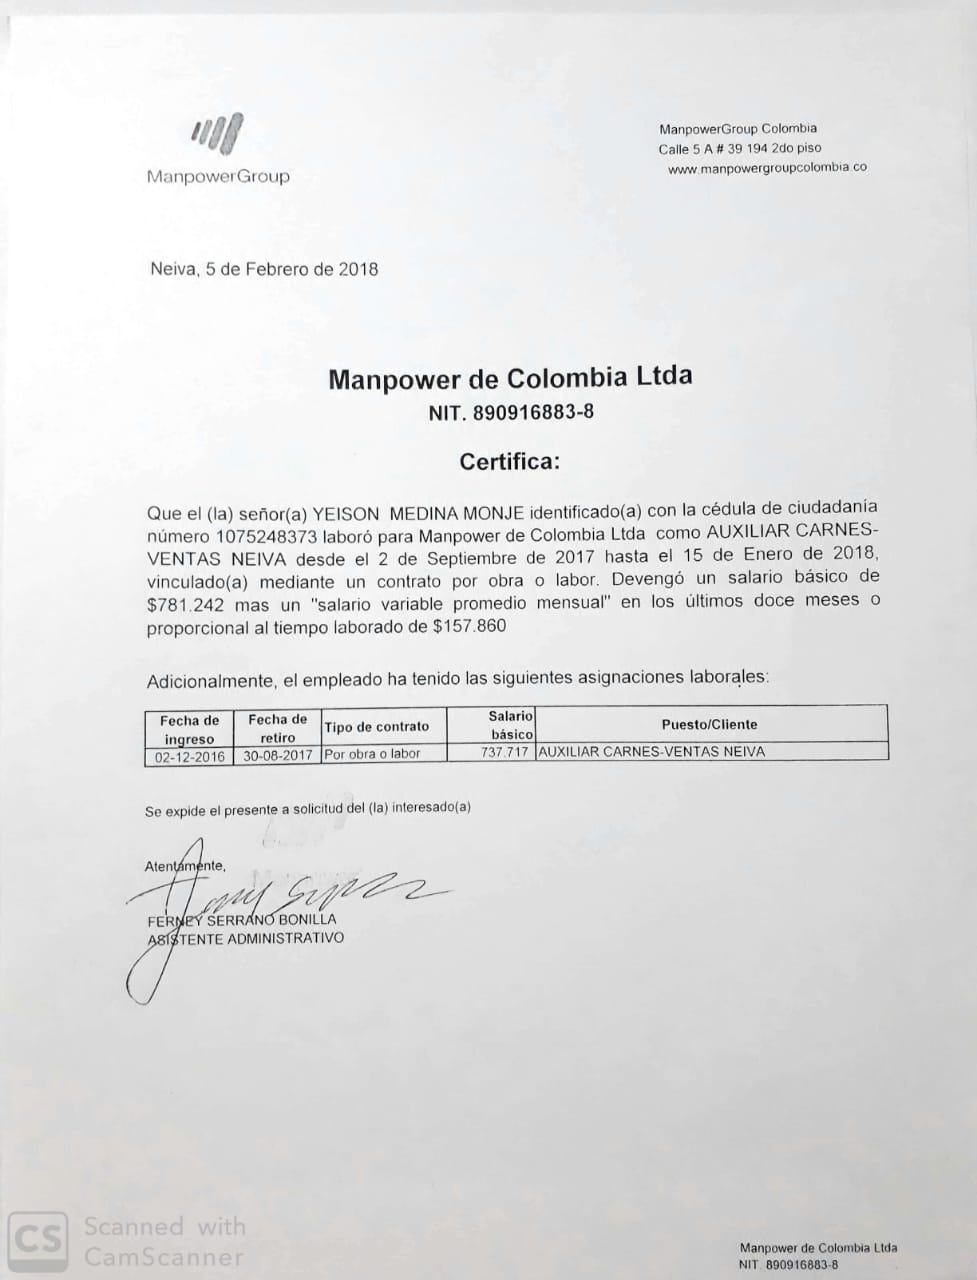 ManpowerGroup
ManpowerGroup Colombia
Calle 5 A # 39 194 2do piso
www.manpowergroupcolombia.co
Neiva, 5 de Febrero de 2018
Manpower de Colombia Ltda
NIT. 890916883-8
Certifica:
Que el (la) señor(a) YEISON MEDINA MONJE identificado(a) con la cédula de ciudadanía
número 1075248373 laboró para Manpower de Colombia Ltda como AUXILIAR CARNES-
VENTAS NEIVA desde el 2 de Septiembre de 2017 hasta el 15 de Enero de 2018,
vinculado(a) mediante un contrato por obra o labor. Devengó un salario básico de
$781.242 mas un "salario variable promedio mensual" en los últimos doce meses o
proporcional al tiempo laborado de $157.860
Adicionalmente, el empleado ha tenido las siguientes asignaciones laborales:
Fecha de ingreso Fecha de retiro Tipo de contrato Salario básico Puesto/Cliente
02-12-2016 30-08-2017 Por obra o labor 737.717 AUXILIAR CARNES-VENTAS NEIVA
Se expide el presente a solicitud del (la) interesado(a)
Atentamente,
FERNEY SERRANO BONILLA
ASISTENTE ADMINISTRATIVO
CS Scanned with
CamScanner
Manpower de Colombia Ltda
NIT. 890916883-8